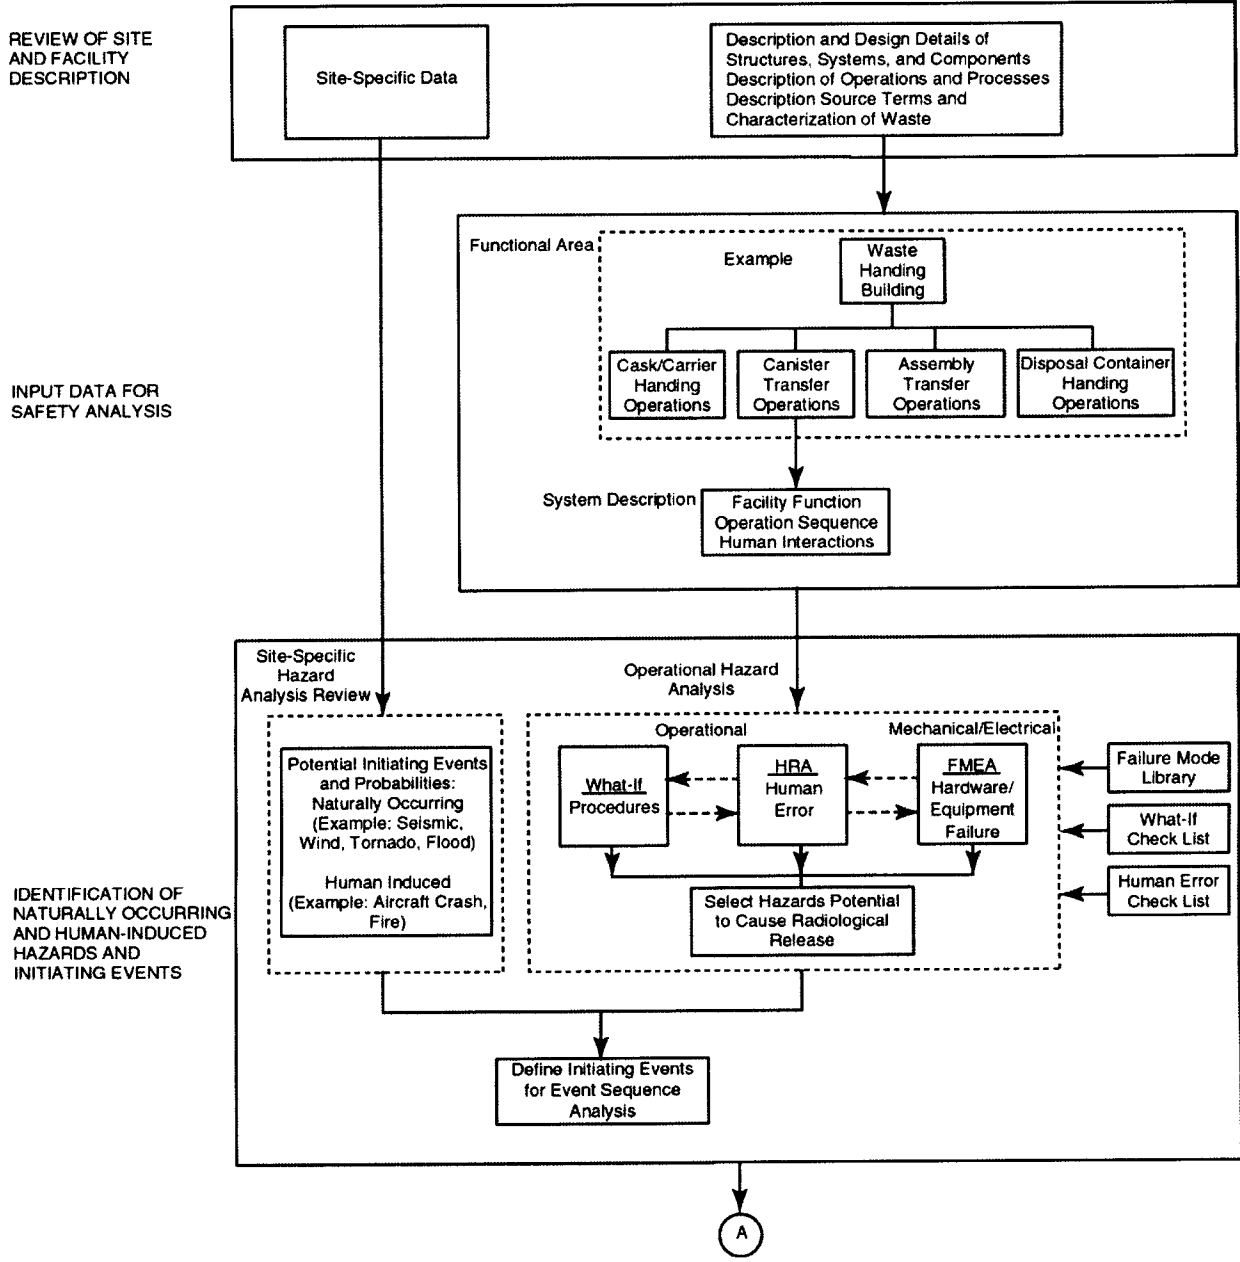 REVIEW OF SITE
AND FACILITY
DESCRIPTION
Site-Specific Data
Description and Design Details of
Structures, Systems, and Components
Description of Operations and Processes
Description Source Terms and
Characterization of Waste
INPUT DATA FOR
SAFETY ANALYSIS
Functional Area
Example
Waste
Handing
Building
Cask/Carrier
Handing
Operations
Canister
Transfer
Operations
Assembly
Transfer
Operations
Disposal Container
Handing
Operations
System Description
Facility Function
Operation Sequence
Human Interactions
IDENTIFICATION OF
NATURALLY OCCURRING
AND HUMAN-INDUCED
HAZARDS AND
INITIATING EVENTS
Site-Specific
Hazard
Analysis Review
Potential Initiating Events
and Probabilities:
Naturally Occurring
(Example: Seismic,
Wind, Tornado, Flood)
Human Induced
(Example: Aircraft Crash,
Fire)
Operational Hazard
Analysis
Operational
Mechanical/Electrical
What-If
Procedures
HRA
Human
Error
FMEA
Hardware/
Equipment
Failure
Failure Mode
Library
What-If
Check List
Human Error
Check List
Select Hazards Potential
to Cause Radiological
Release
Define Initiating Events
for Event Sequence
Analysis
A